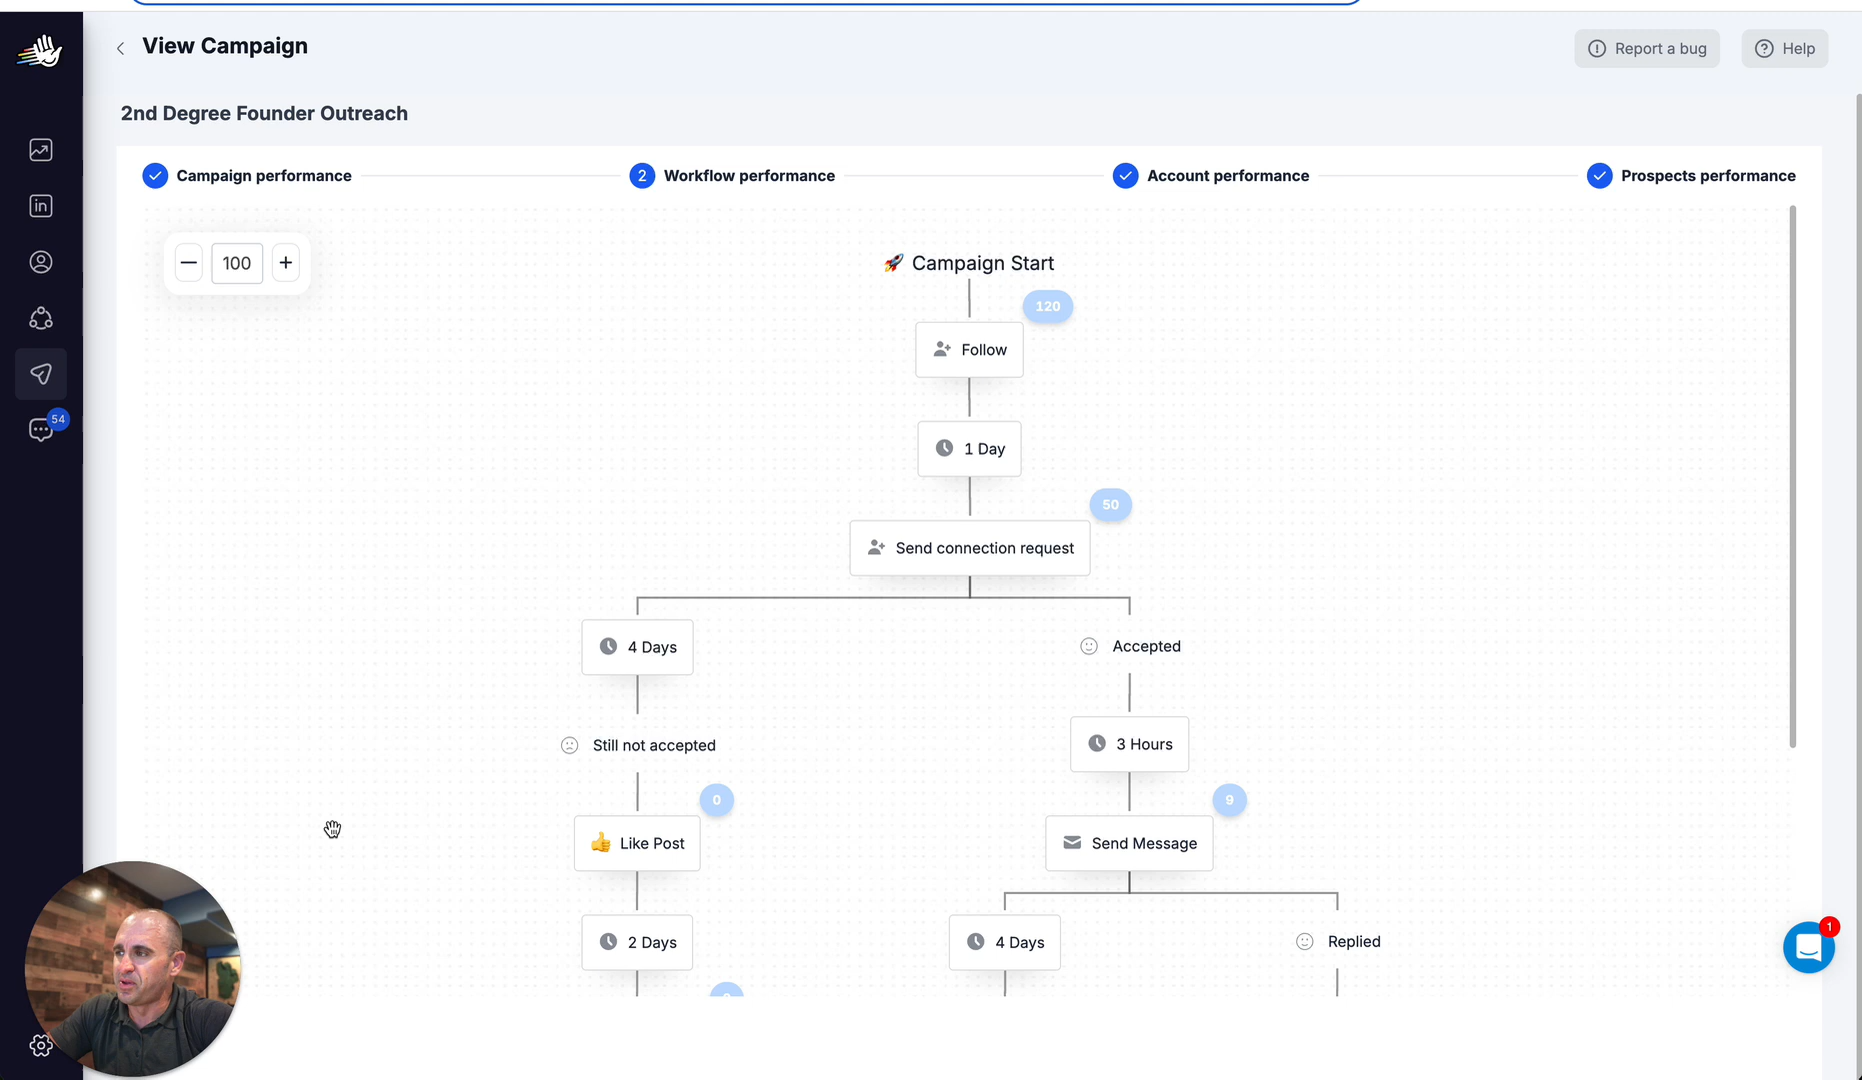 View Campaign
Report a bug
Help
2nd Degree Founder Outreach
Campaign performance
2
Workflow performance
Account performance
Prospects performance
100
🚀 Campaign Start
120
Follow
1 Day
50
Send connection request
4 Days
Accepted
Still not accepted
3 Hours
0
9
Like Post
Send Message
2 Days
4 Days
Replied
in
54
1